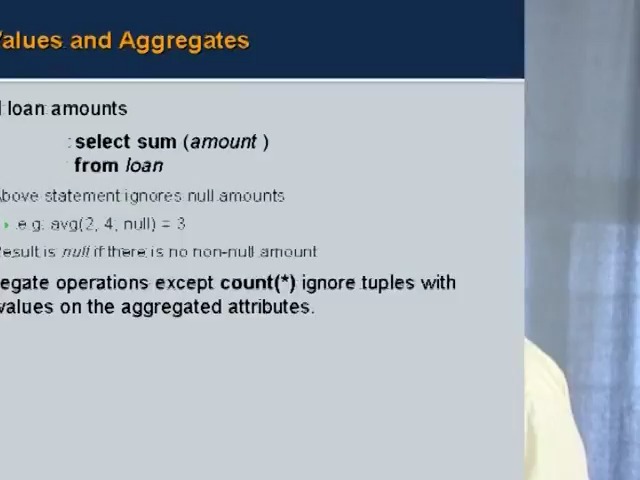 Values and Aggregates
l loan amounts
select sum (amount )
from loan
Above statement ignores null amounts
e.g. avg(2, 4, null) = 3
Result is null if there is no non-null amount
egate operations except count(*) ignore tuples with
values on the aggregated attributes.